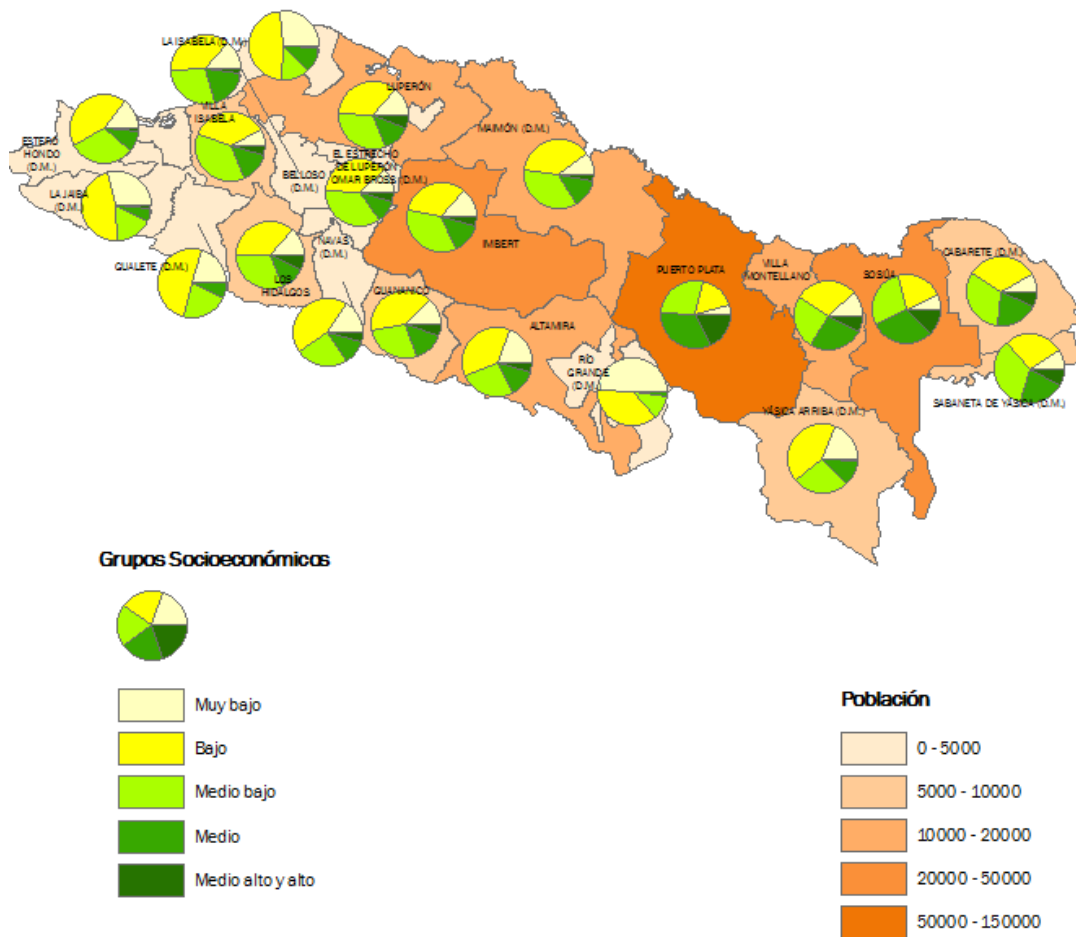 LA ISABELA (D.M.)
LUPERÓN
MAIMÓN (D.M.)
VILLA
ISABELA
ESTERO
HONDO
(D.M.)
EL ESTRECHO
DE LUPERÓN
OMAR BROSS (D.M.)
BELLOSO
(D.M.)
LA JAIBA
(D.M.)
NAVAS
(D.M.)
IMBERT
CABARETE (D.M.)
GUALETE (D.M.)
LOS
HIDALGOS
GUANANICO
PUERTO PLATA
VILLA
MONTELLANO
SOSÚA
ALTAMIRA
RÍO
GRANDE
(D.M.)
SABANETA DE YÁSICA (D.M.)
YÁSICA ARRIBA (D.M.)
Grupos Socioeconómicos
Muy bajo
Bajo
Medio bajo
Medio
Medio alto y alto
Población
0 - 5000
5000 - 10000
10000 - 20000
20000 - 50000
50000 - 150000